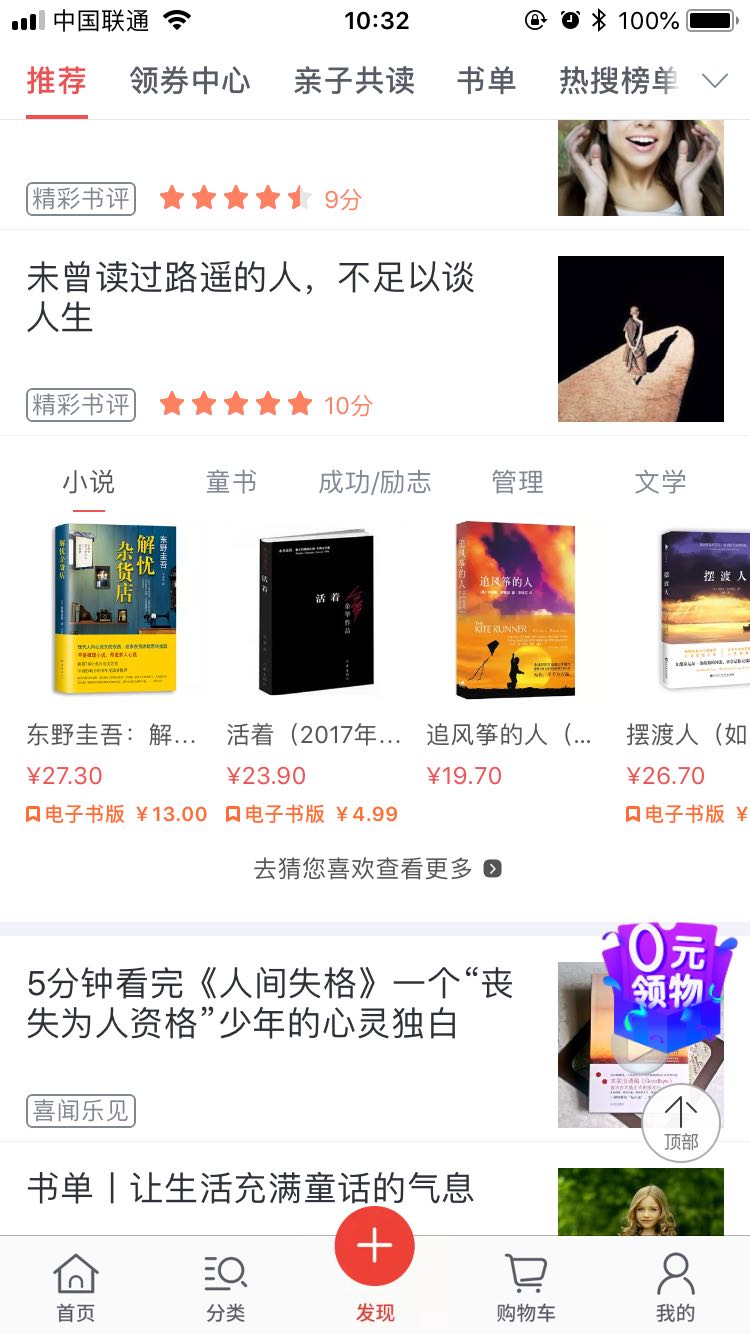 中国联通 10:32 100%
推荐 领券中心 亲子共读 书单 热搜榜单
精彩书评 9分
未曾读过路遥的人，不足以谈
人生
精彩书评 10分
小说 童书 成功/励志 管理 文学
解忧杂货店 东野圭吾
活着 余华作品
追风筝的人
THE KITE RUNNER
摆渡人
东野圭吾：解... 活着（2017年... 追风筝的人（... 摆渡人（如
¥27.30 ¥23.90 ¥19.70 ¥26.70
电子书版 ￥13.00 电子书版 ￥4.99 电子书版 ￥
去猜您喜欢查看更多
0元
领物
5分钟看完《人间失格》一个“丧
失为人资格”少年的心灵独白
喜闻乐见
顶部
书单丨让生活充满童话的气息
首页 分类 发现 购物车 我的